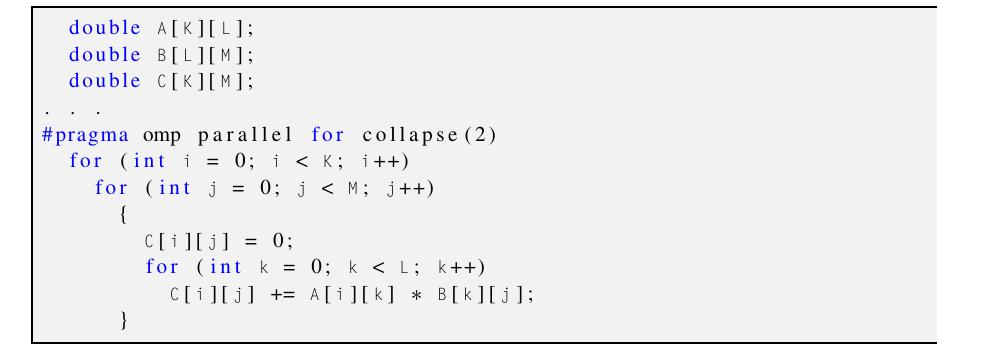 double A[K][L];
double B[L][M];
double C[K][M];
. . .
#pragma omp parallel for collapse(2)
for (int i = 0; i < K; i++)
for (int j = 0; j < M; j++)
{
C[i][j] = 0;
for (int k = 0; k < L; k++)
C[i][j] += A[i][k] * B[k][j];
}